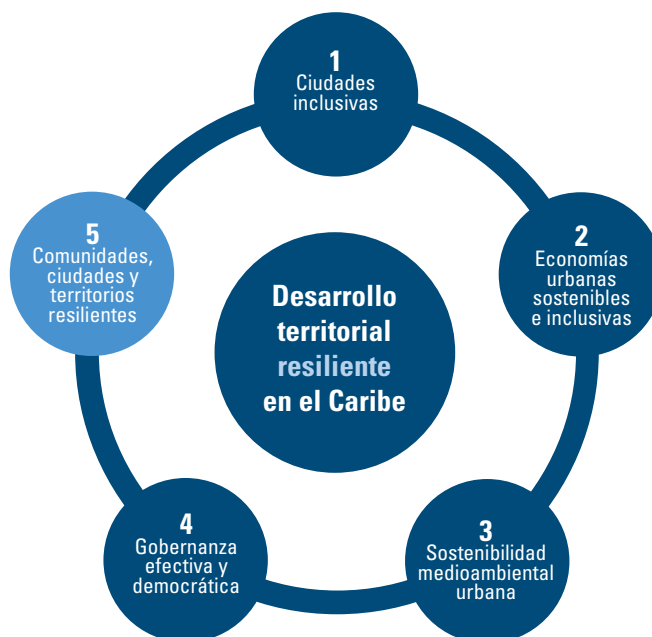 1
Ciudades
inclusivas
2
Economías
urbanas
sostenibles
e inclusivas
3
Sostenibilidad
medioambiental
urbana
4
Gobernanza
efectiva y
democrática
5
Comunidades,
ciudades y
territorios
resilientes
Desarrollo
territorial
resiliente
en el Caribe